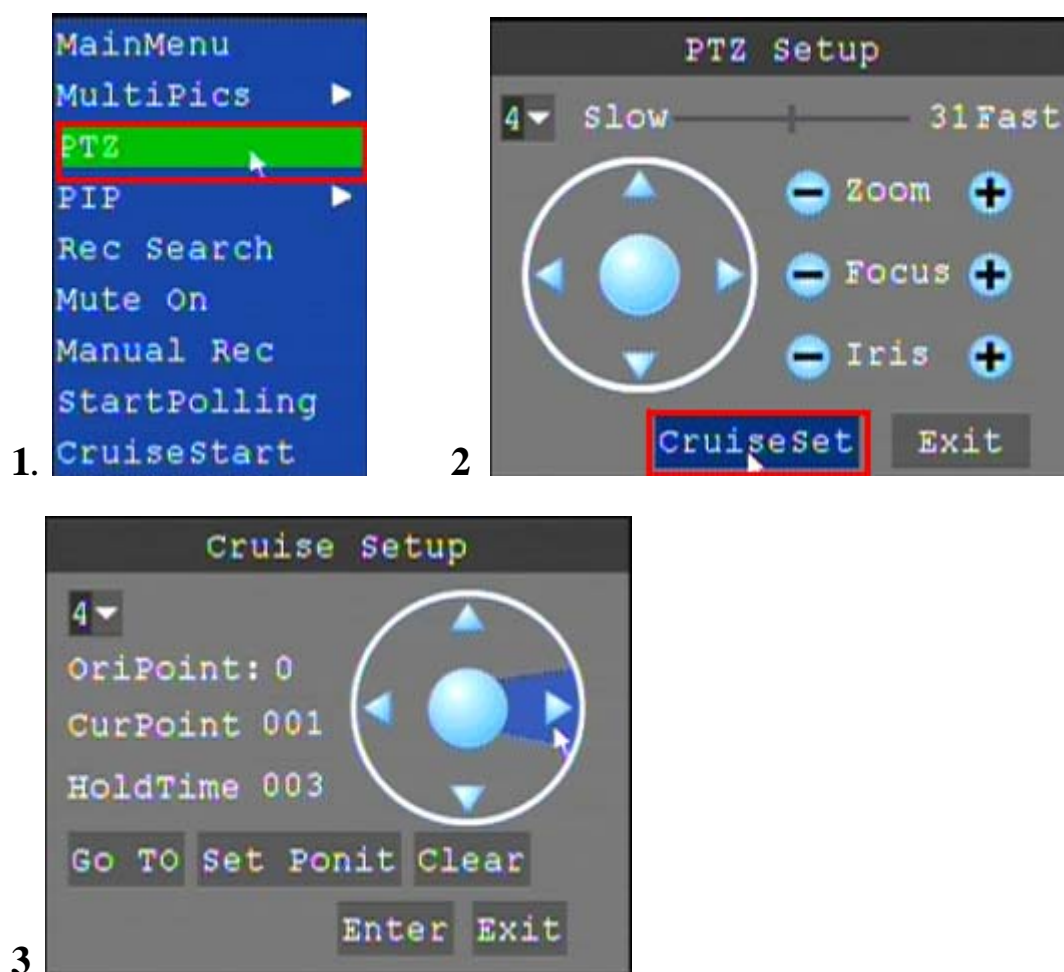 MainMenu
MultiPics
PTZ
PIP
Rec Search
Mute On
Manual Rec
StartPolling
CruiseStart
1.
PTZ Setup
4 Slow 31Fast
Zoom
Focus
Iris
CruiseSet Exit
2
Cruise Setup
4
OriPoint: 0
CurPoint 001
HoldTime 003
Go TO Set Ponit Clear
Enter Exit
3